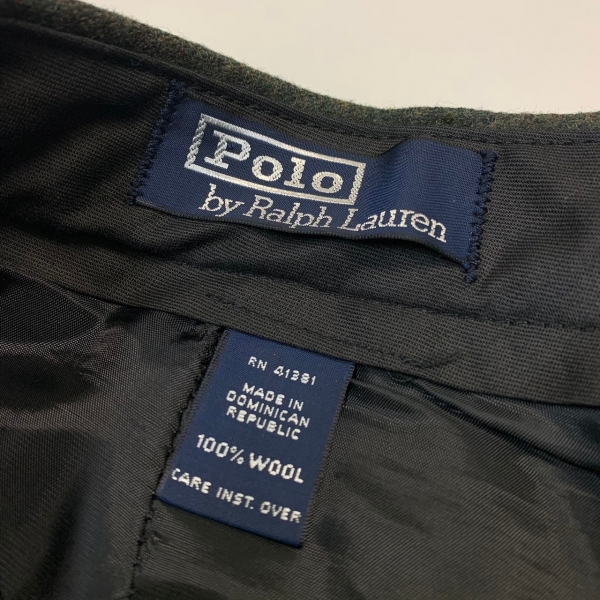 Polo
by Ralph Lauren
RN 41381
MADE IN
DOMINICAN
REPUBLIC
100% WOOL
CARE INST. OVER